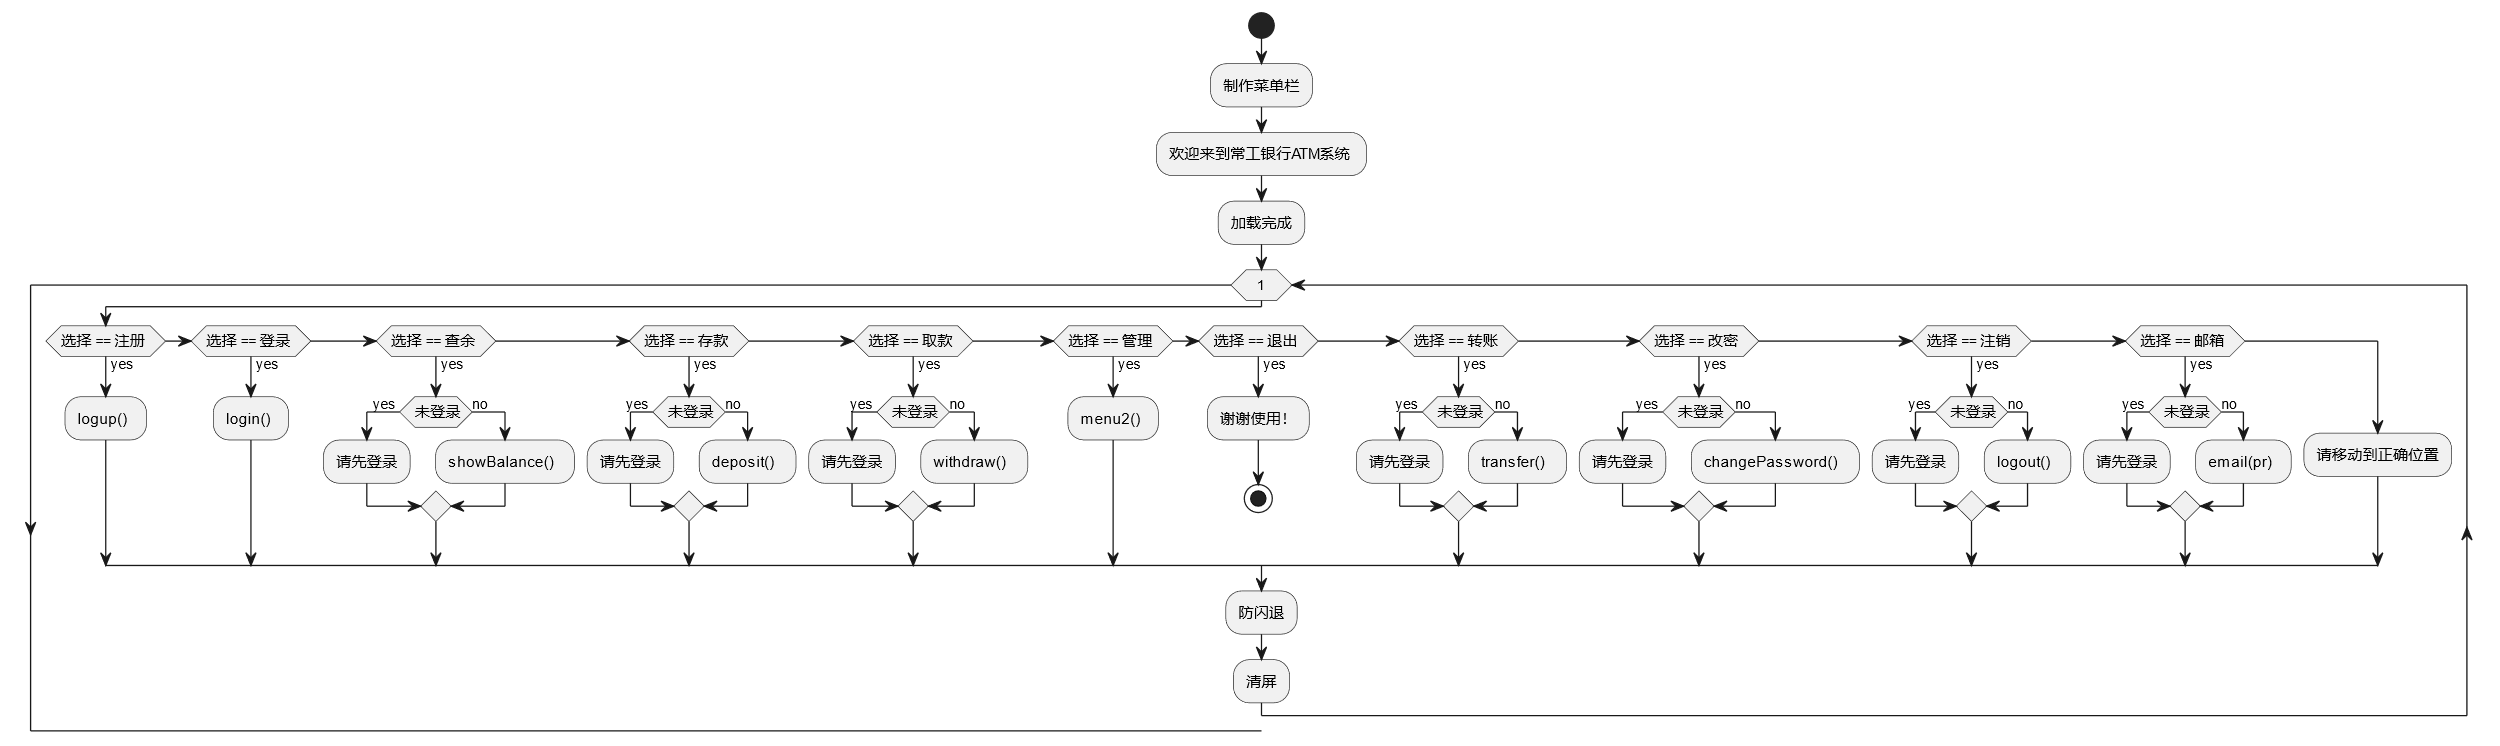 制作菜单栏
欢迎来到常工银行ATM系统
加载完成
1
选择 == 注册
选择 == 登录
选择 == 查余
选择 == 存款
选择 == 取款
选择 == 管理
选择 == 退出
选择 == 转账
选择 == 改密
选择 == 注销
选择 == 邮箱
yes
yes
yes
yes
yes
yes
yes
yes
yes
yes
yes
logup()
login()
yes
未登录
no
yes
未登录
no
yes
未登录
no
menu2()
谢谢使用！
yes
未登录
no
yes
未登录
no
yes
未登录
no
yes
未登录
no
请先登录
showBalance()
请先登录
deposit()
请先登录
withdraw()
请先登录
transfer()
请先登录
changePassword()
请先登录
logout()
请先登录
email(pr)
请移动到正确位置
防闪退
清屏